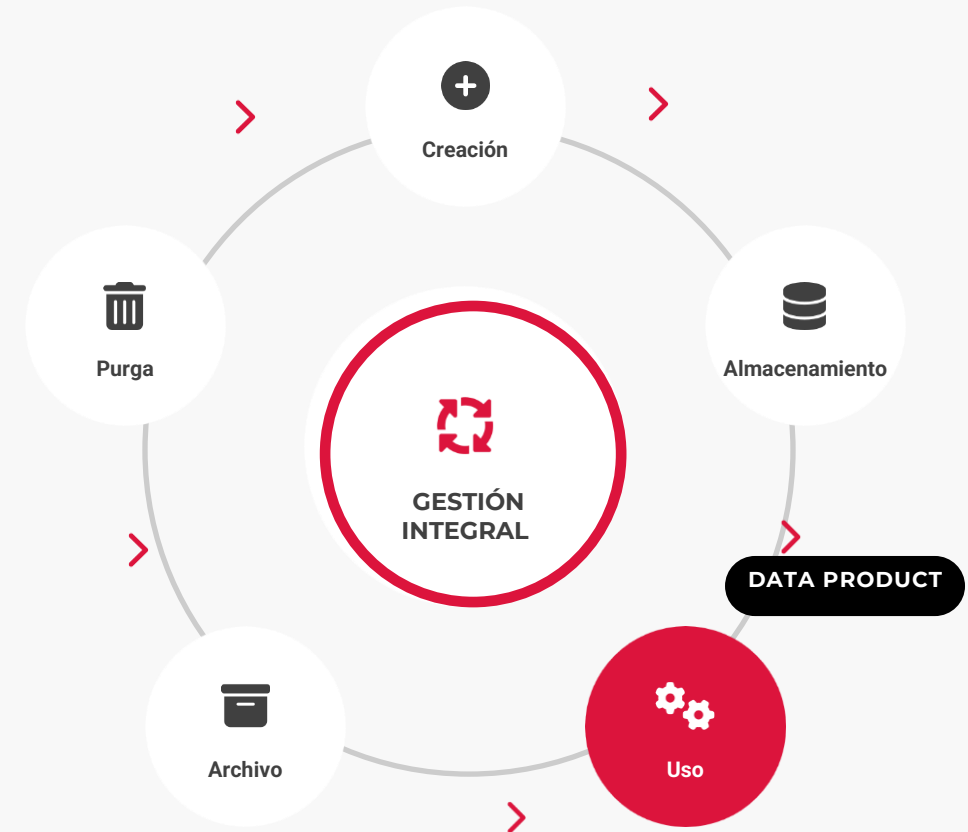 Creación
Purga
Almacenamiento
GESTIÓN
INTEGRAL
DATA PRODUCT
Archivo
Uso